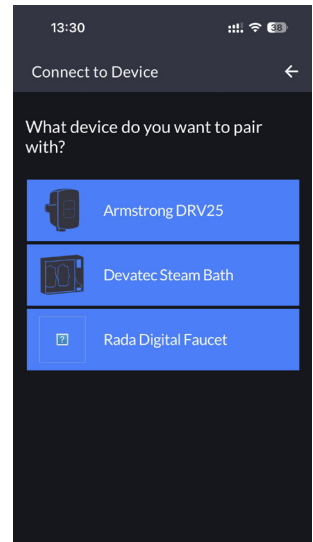 13:30
38
Connect to Device
What device do you want to pair
with?
Armstrong DRV25
Devatec Steam Bath
?
Rada Digital Faucet